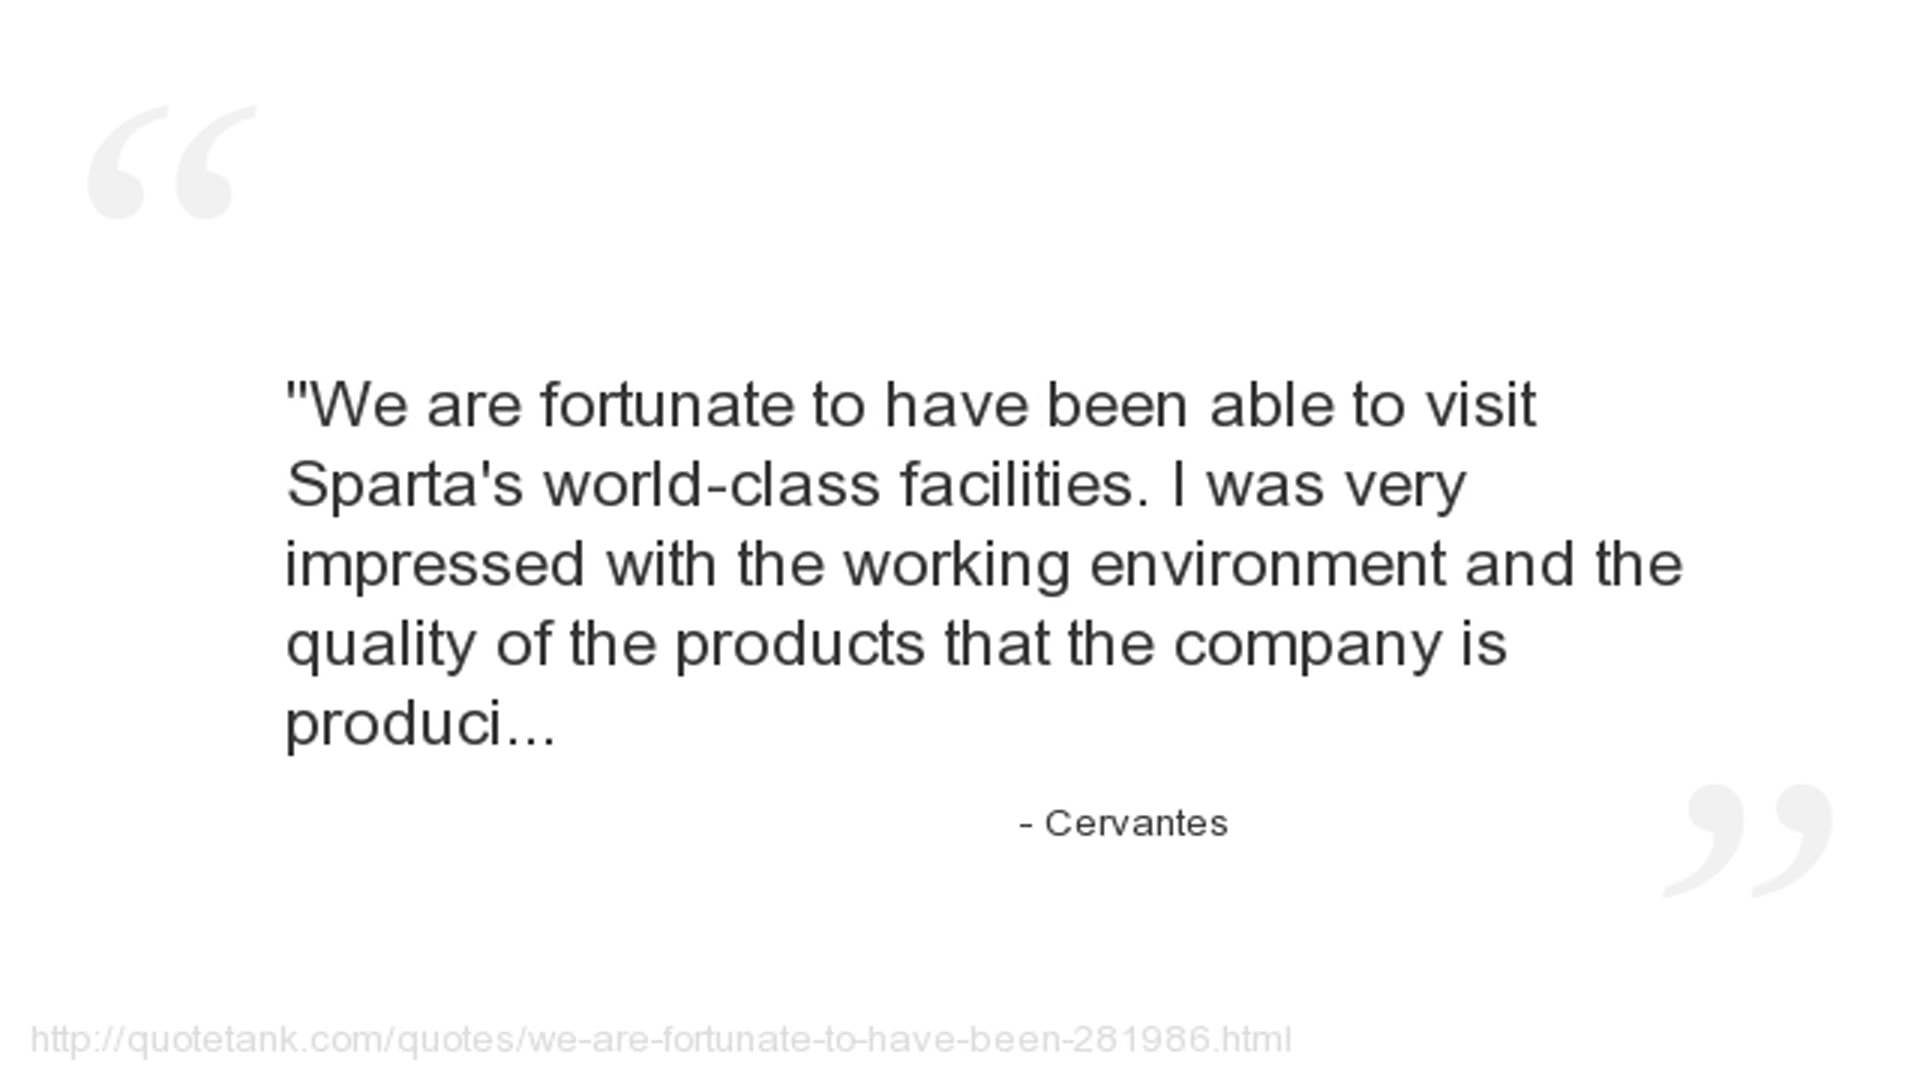 "We are fortunate to have been able to visit
Sparta's world-class facilities. I was very
impressed with the working environment and the
quality of the products that the company is
produci...
- Cervantes
http://quotetank.com/quotes/we-are-fortunate-to-have-been-281986.html